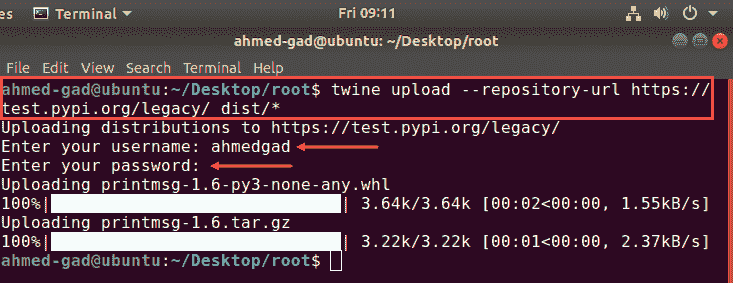 ties
Terminal
Fri 09:11
ahmed-gad@ubuntu: ~/Desktop/root
File Edit View Search Terminal Help
ahmed-gad@ubuntu:~/Desktop/root$ twine upload --repository-url https://
test.pypi.org/legacy/ dist/*
Uploading distributions to https://test.pypi.org/legacy/
Enter your username: ahmedgad
Enter your password:
Uploading printmsg-1.6-py3-none-any.whl
100%| | 3.64k/3.64k [00:02<00:00, 1.55kB/s]
Uploading printmsg-1.6.tar.gz
100%| | 3.22k/3.22k [00:01<00:00, 2.37kB/s]
ahmed-gad@ubuntu:~/Desktop/root$